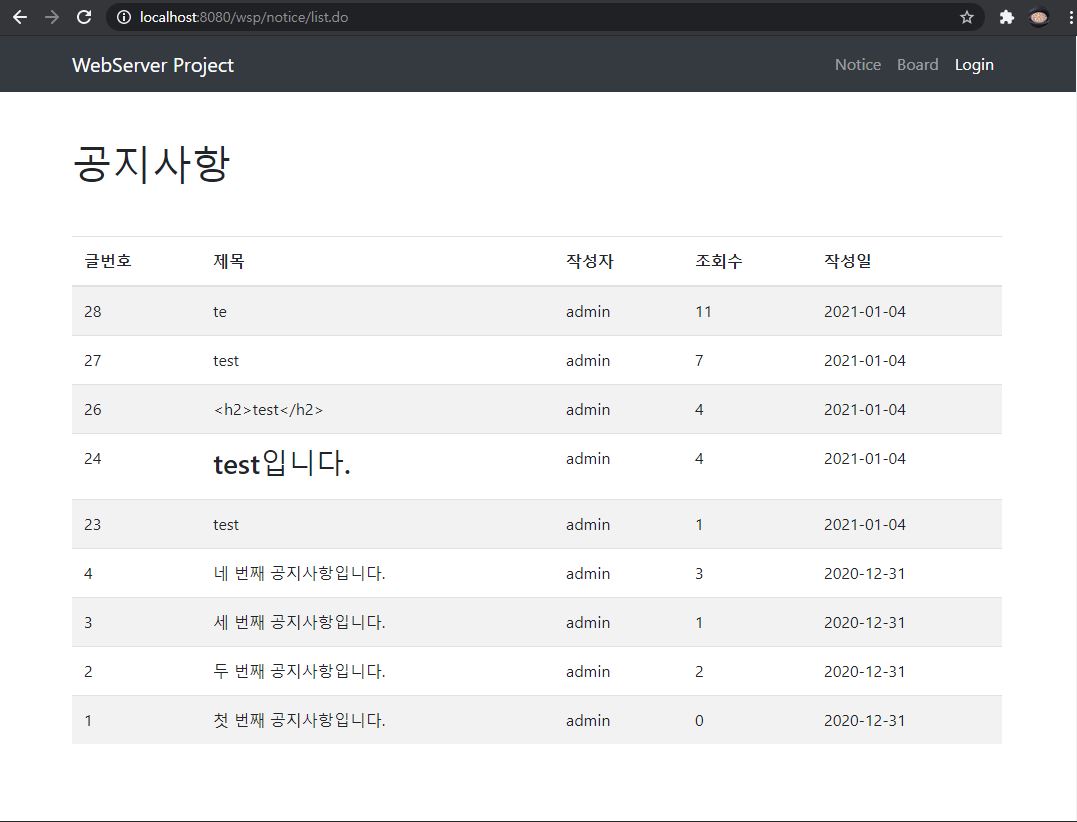 localhost:8080/wsp/notice/list.do
WebServer Project Notice Board Login
공지사항
글번호 제목 작성자 조회수 작성일
28 te admin 11 2021-01-04
27 test admin 7 2021-01-04
26 <h2>test</h2> admin 4 2021-01-04
24 test입니다. admin 4 2021-01-04
23 test admin 1 2021-01-04
4 네 번째 공지사항입니다. admin 3 2020-12-31
3 세 번째 공지사항입니다. admin 1 2020-12-31
2 두 번째 공지사항입니다. admin 2 2020-12-31
1 첫 번째 공지사항입니다. admin 0 2020-12-31